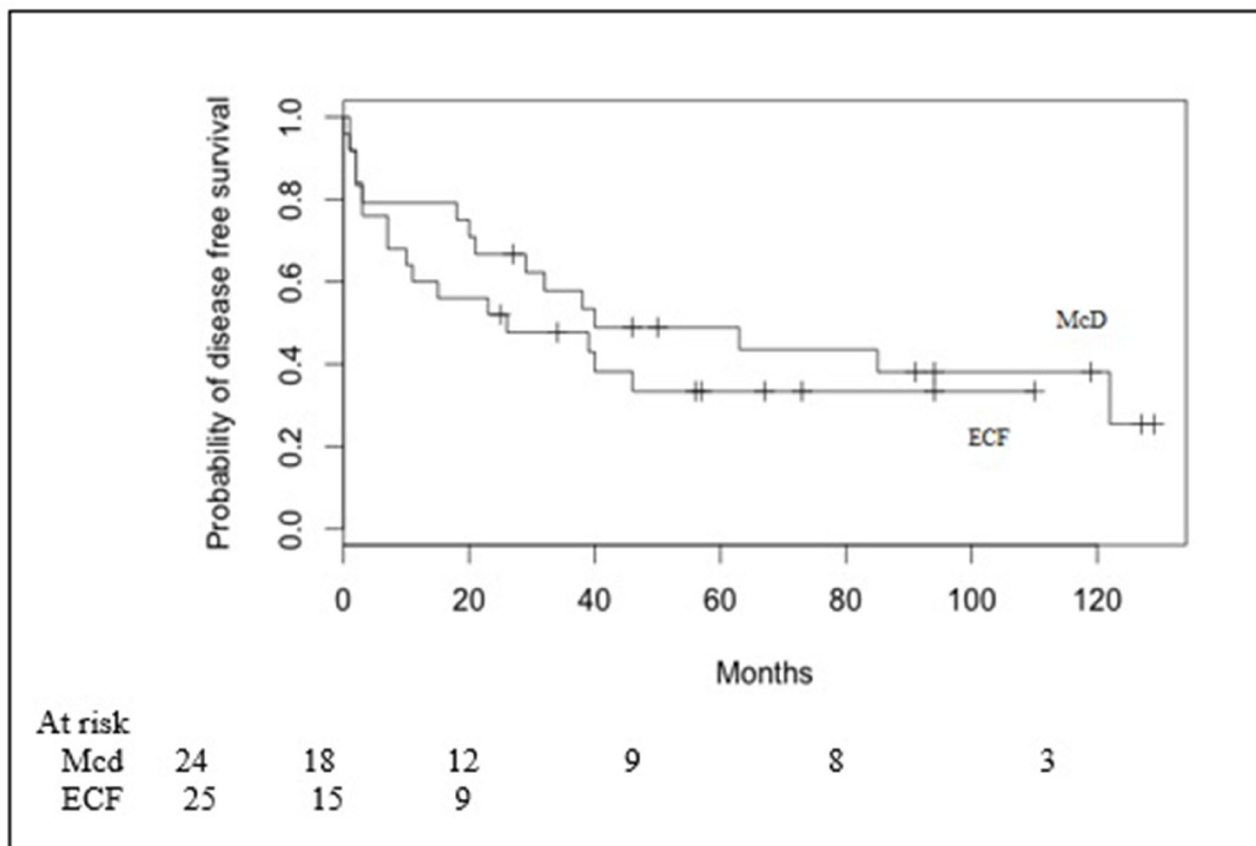 Probability of disease free survival
1.0
0.8
0.6
0.4
0.2
0.0
McD
ECF
0 20 40 60 80 100 120
Months
At risk
Mcd 24 18 12 9 8 3
ECF 25 15 9